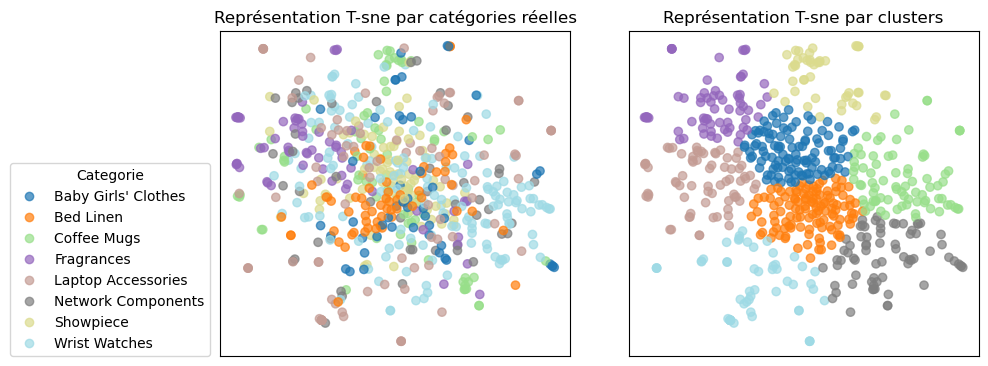 Représentation T-sne par catégories réelles
Représentation T-sne par clusters
Categorie
Baby Girls' Clothes
Bed Linen
Coffee Mugs
Fragrances
Laptop Accessories
Network Components
Showpiece
Wrist Watches